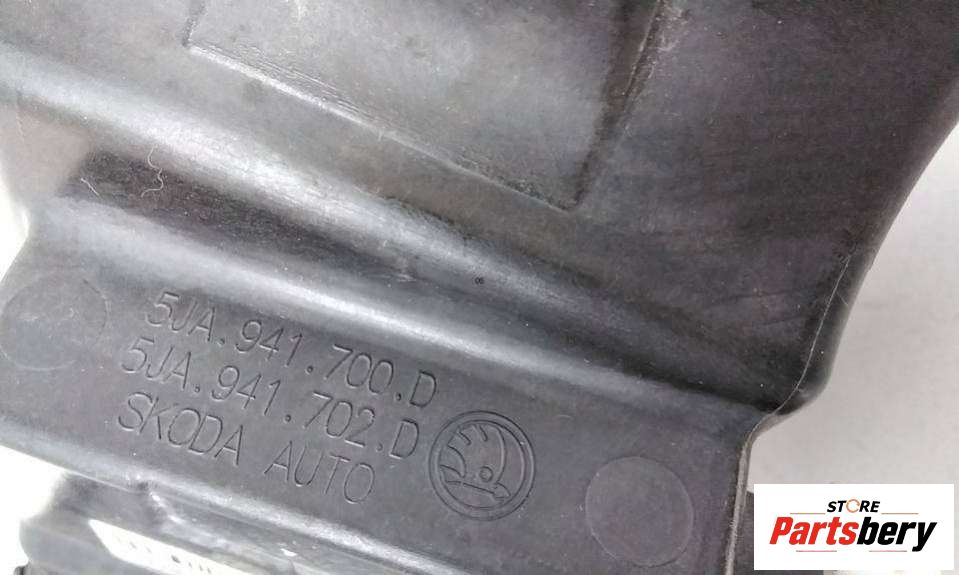 5JA.941.700.D
5JA.941.702.D
SKODA AUTO
STORE
Partsbery